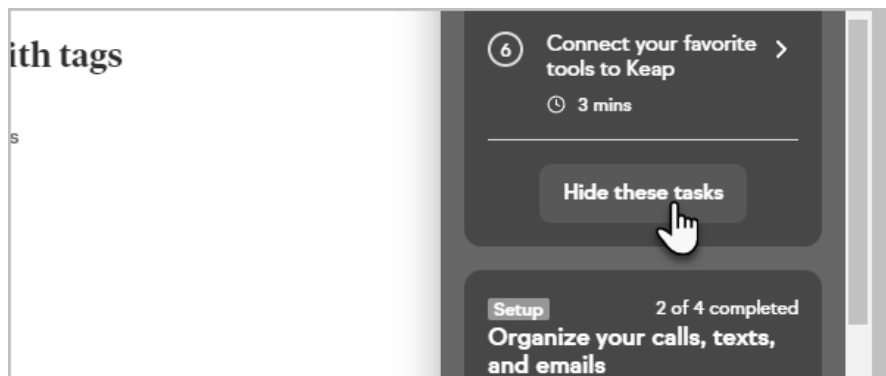 ith tags
s
6
Connect your favorite
tools to Keap
3 mins
Hide these tasks
Setup
2 of 4 completed
Organize your calls, texts,
and emails